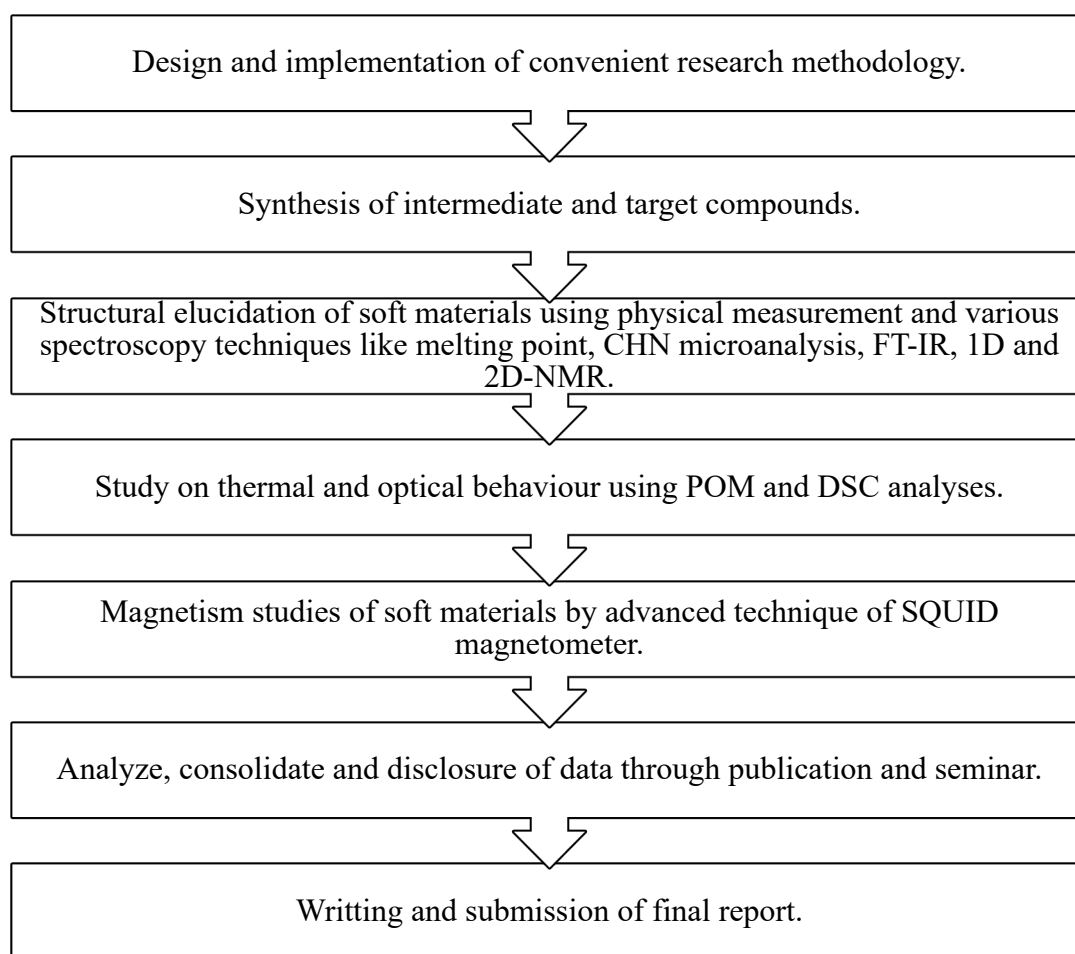 Design and implementation of convenient research methodology.
Synthesis of intermediate and target compounds.
Structural elucidation of soft materials using physical measurement and various
spectroscopy techniques like melting point, CHN microanalysis, FT-IR, 1D and
2D-NMR.
Study on thermal and optical behaviour using POM and DSC analyses.
Magnetism studies of soft materials by advanced technique of SQUID
magnetometer.
Analyze, consolidate and disclosure of data through publication and seminar.
Writting and submission of final report.